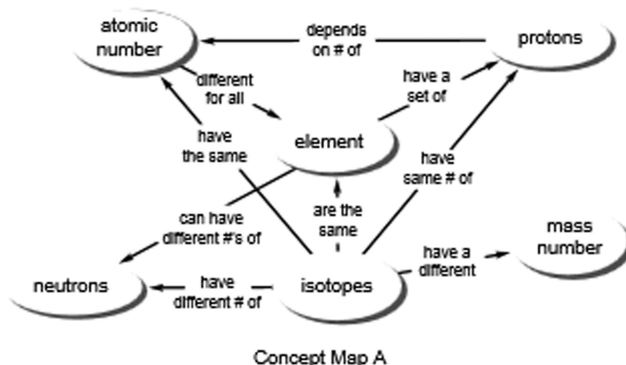 atomic
number
depends
on # of
protons
different
for all
have a
set of
have
the same
element
have
same # of
can have
different #'s of
are the
same
mass
number
have a
different
neutrons
have
different # of
isotopes
Concept Map A